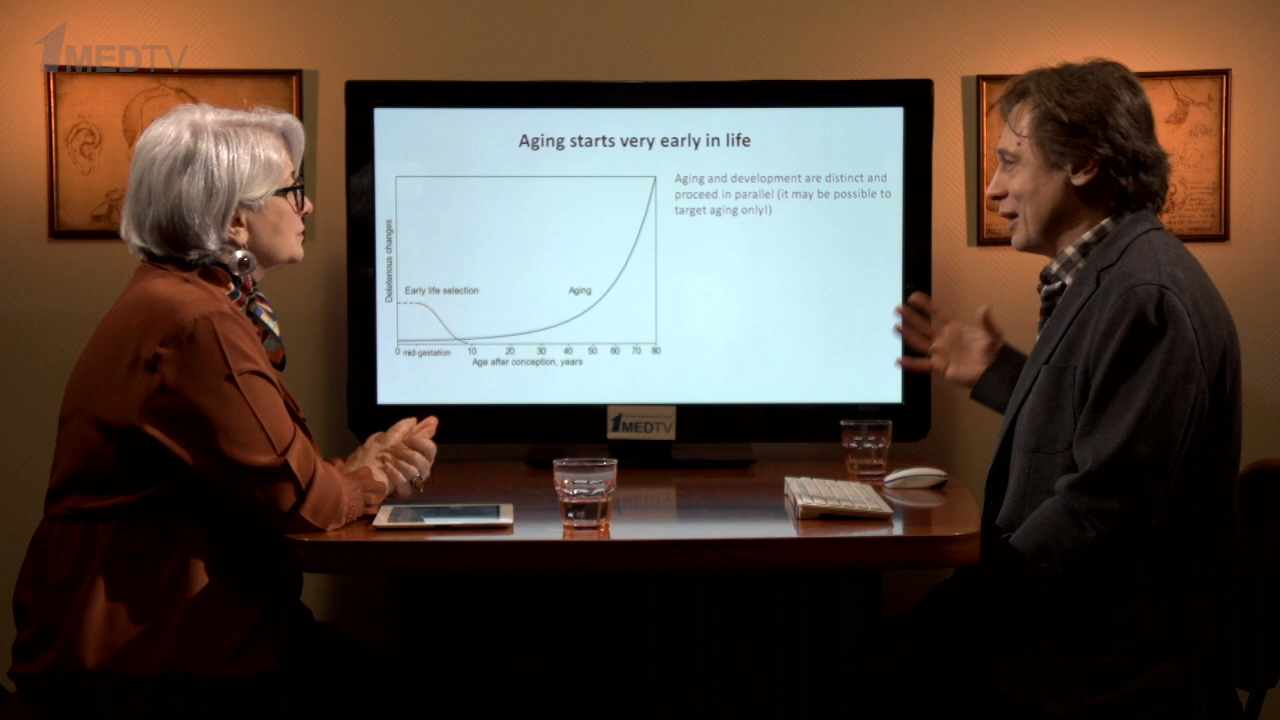 1MEDTV
Aging starts very early in life
Aging and development are distinct and
proceed in parallel (it may be possible to
target aging only!)
Deleterious changes
Early life selection
Aging
0 mid-gestation 10 20 30 40 50 60 70 80
Age after conception, years
1MEDTV